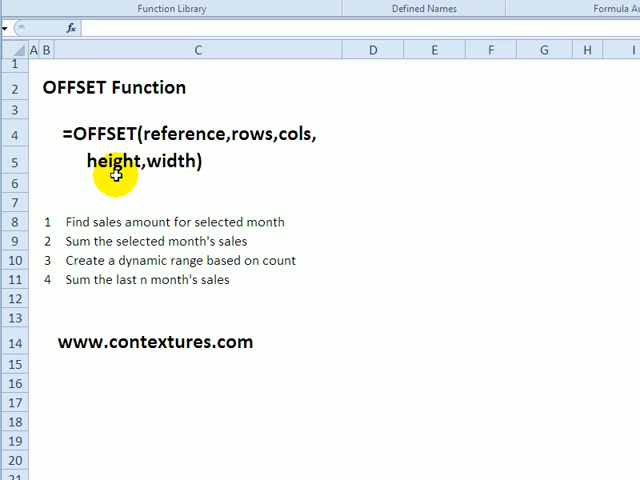 Function Library Defined Names Formula Au
fx
A B C D E F G H I
1
2 OFFSET Function
3
4 =OFFSET(reference,rows,cols,
5 height,width)
6
7
8 1 Find sales amount for selected month
9 2 Sum the selected month's sales
10 3 Create a dynamic range based on count
11 4 Sum the last n month's sales
12
13
14 www.contextures.com
15
16
17
18
19
20
21